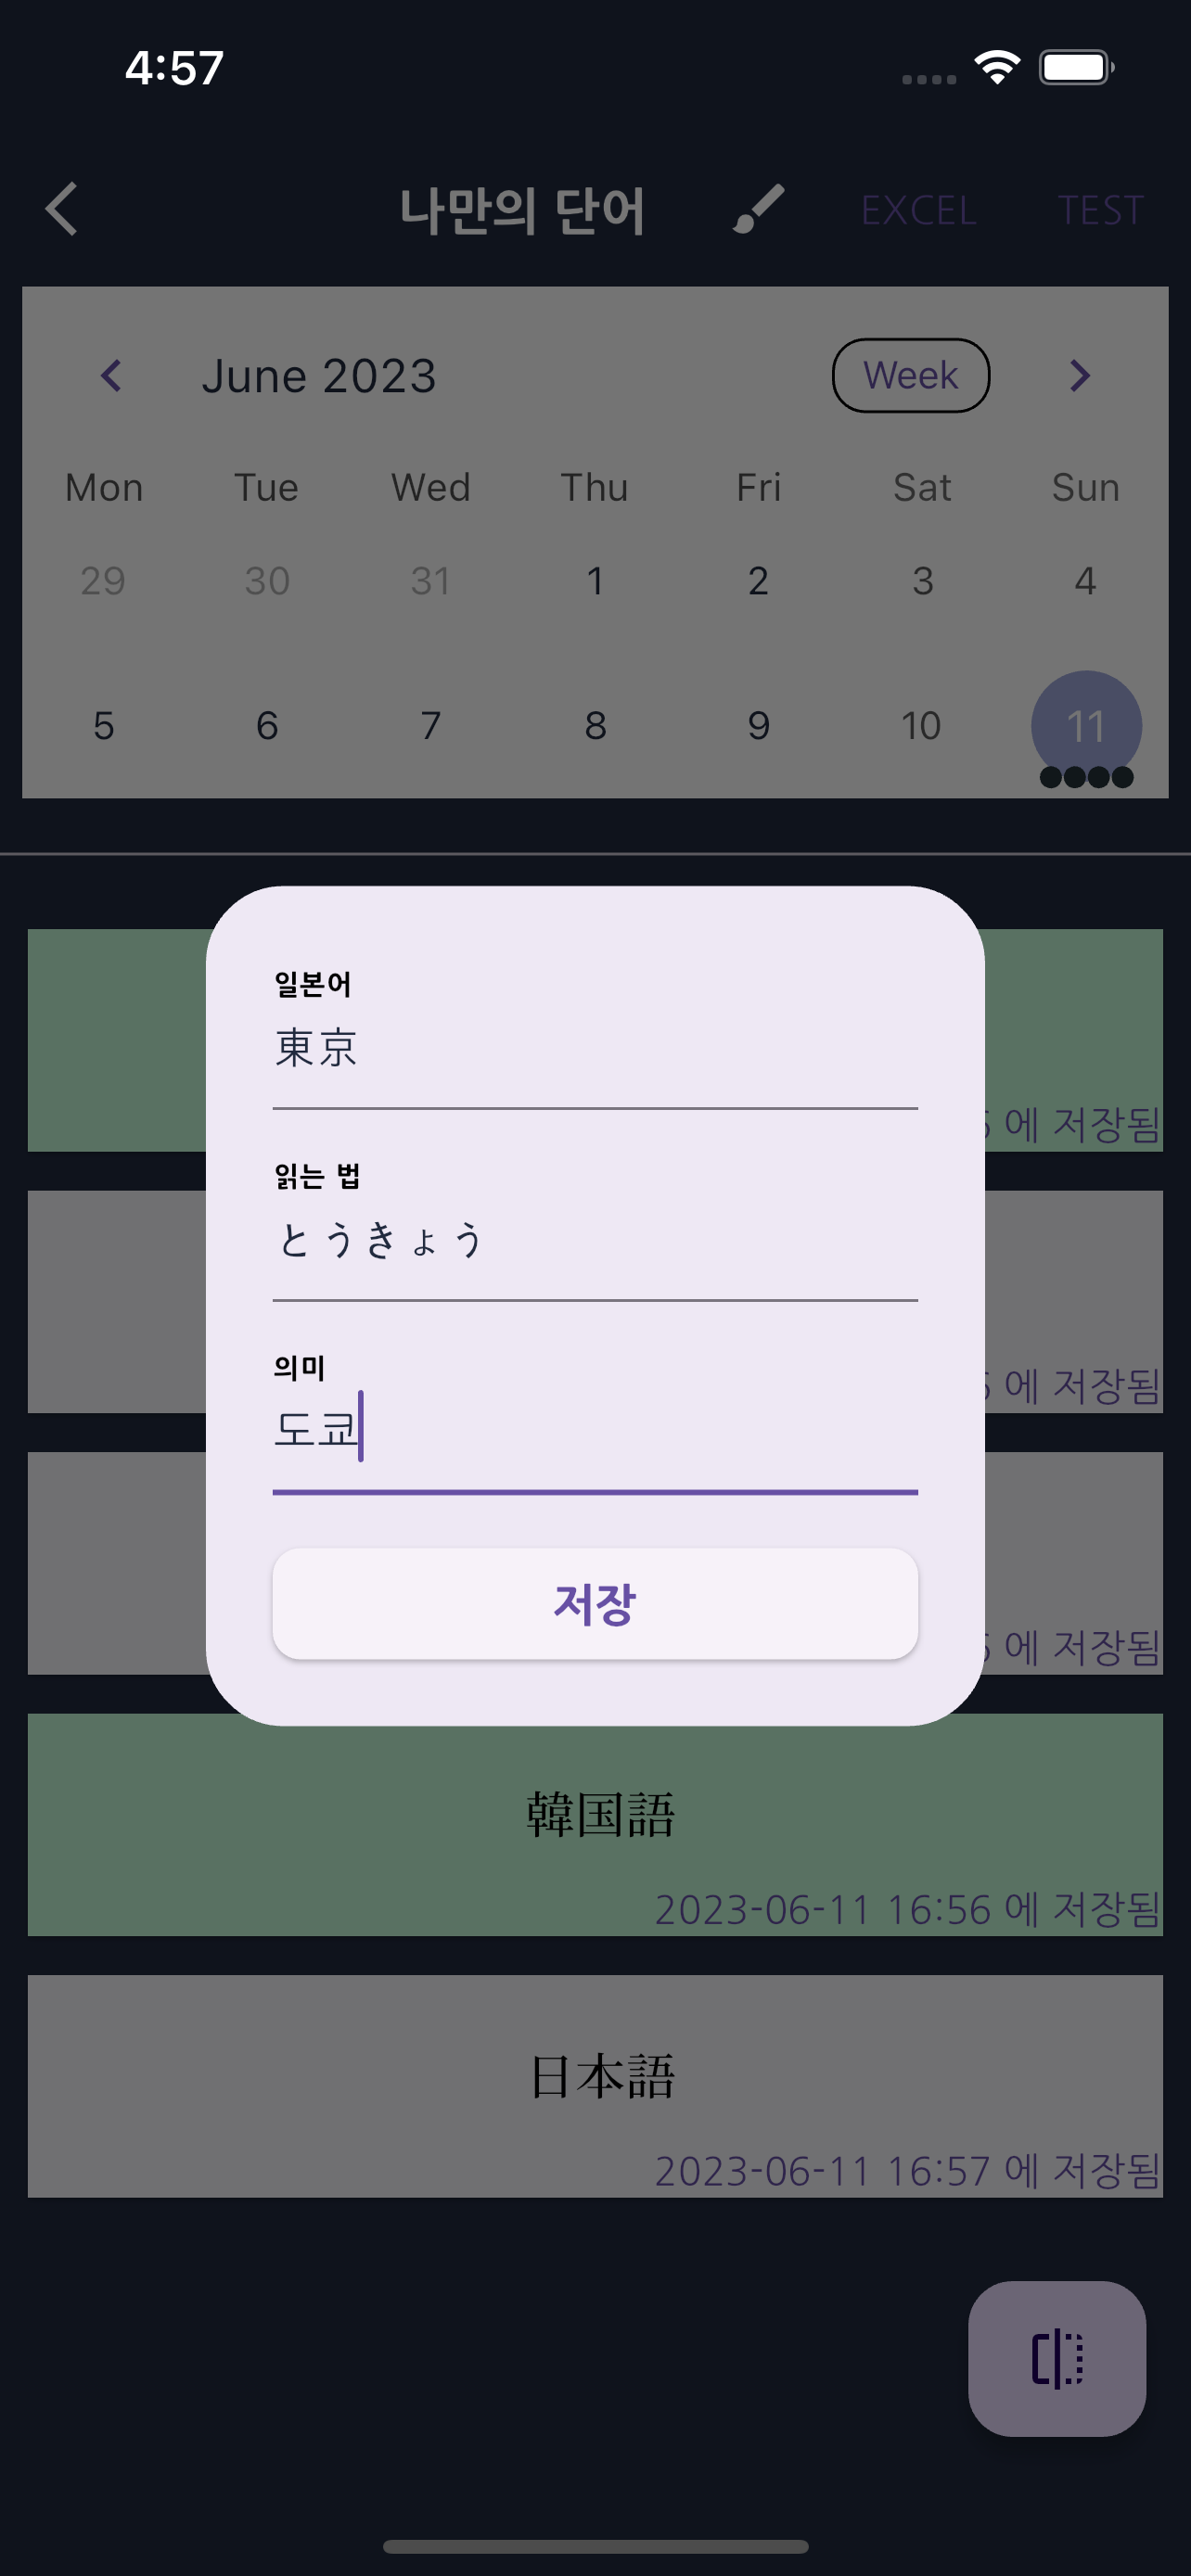 4:57
나만의 단어 EXCEL TEST
June 2023 Week
Mon Tue Wed Thu Fri Sat Sun
29 30 31 1 2 3 4
5 6 7 8 9 10 11
일본어
東京
에 저장됨
읽는 법
とうきょう
의미
에 저장됨
도쿄
저장
에 저장됨
韓国語
2023-06-11 16:56 에 저장됨
日本語
2023-06-11 16:57 에 저장됨